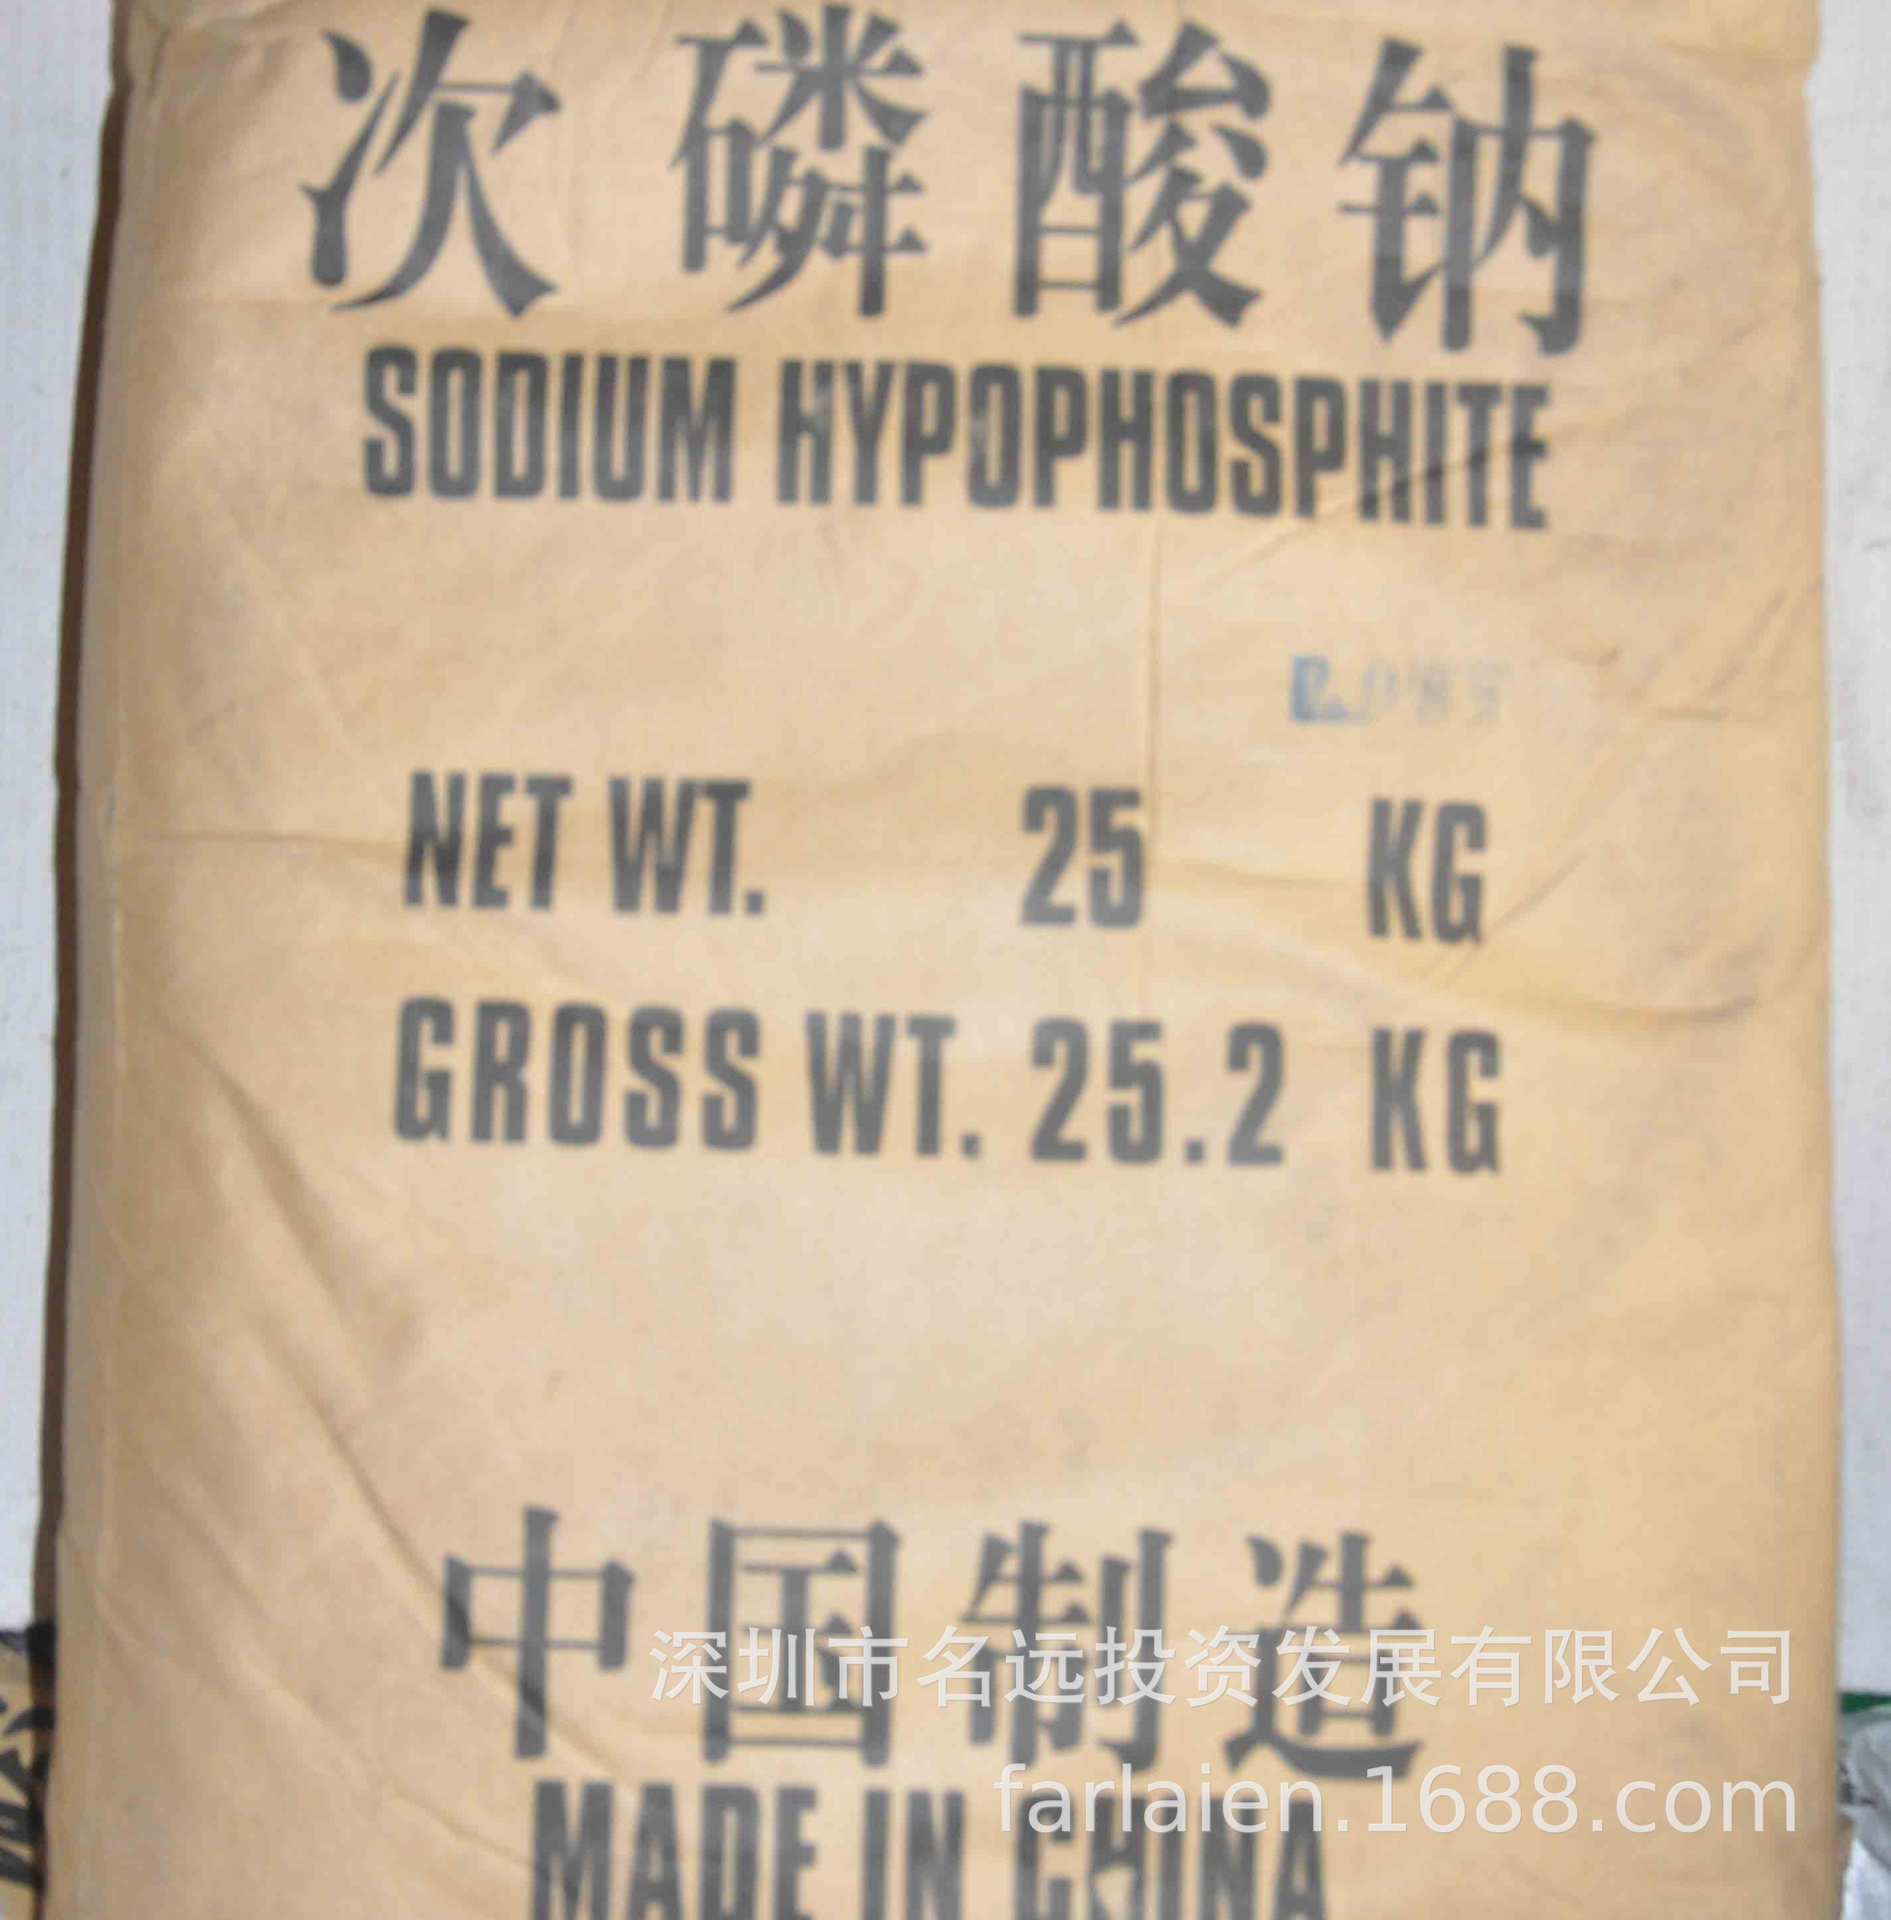 次磷酸钠
SODIUM HYPOPHOSPHITE
NET WT. 25 KG
GROSS WT. 25.2 KG
中国制造
深圳市名远投资发展有限公司
farlaien.1688.com
MADE IN CHINA